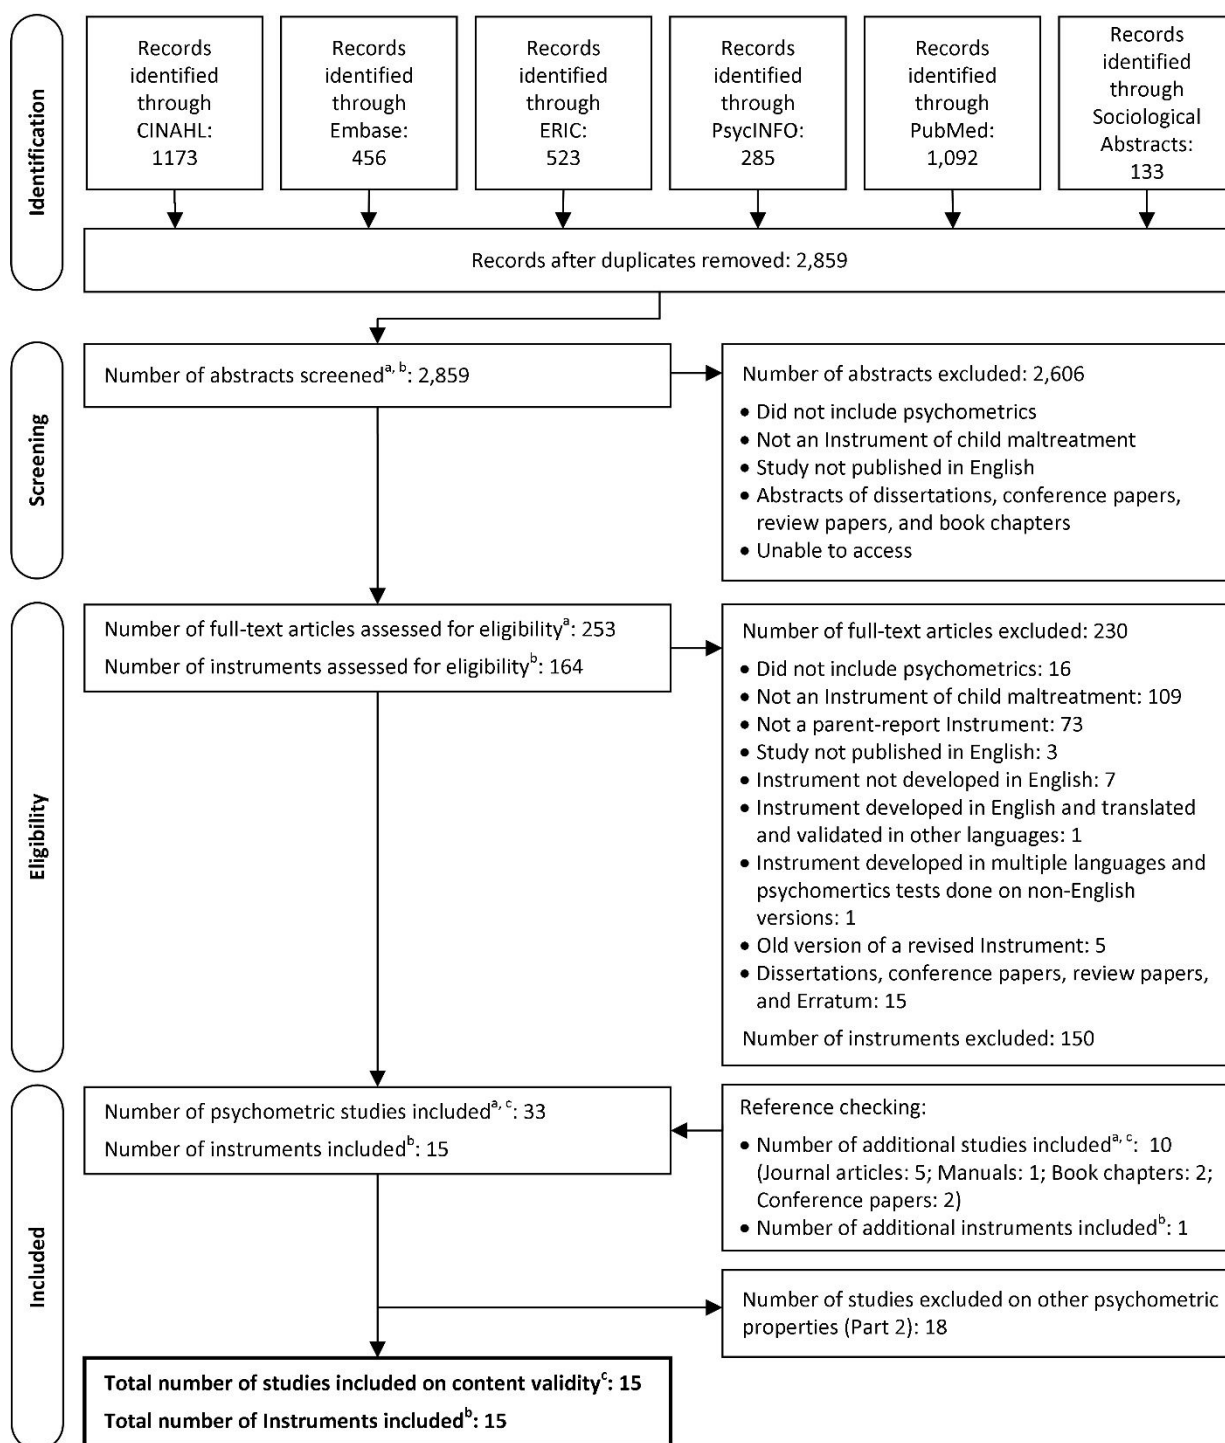 Identification
Records
identified
through
CINAHL:
1173
Records
identified
through
Embase:
456
Records
identified
through
ERIC:
523
Records
identified
through
PsycINFO:
285
Records
identified
through
PubMed:
1,092
Records
identified
through
Sociological
Abstracts:
133
Records after duplicates removed: 2,859
Screening
Number of abstracts screened^a, b: 2,859
Number of abstracts excluded: 2,606
• Did not include psychometrics
• Not an Instrument of child maltreatment
• Study not published in English
• Abstracts of dissertations, conference papers,
review papers, and book chapters
• Unable to access
Eligibility
Number of full-text articles assessed for eligibility^a: 253
Number of instruments assessed for eligibility^b: 164
Number of full-text articles excluded: 230
• Did not include psychometrics: 16
• Not an Instrument of child maltreatment: 109
• Not a parent-report Instrument: 73
• Study not published in English: 3
• Instrument not developed in English: 7
• Instrument developed in English and translated
and validated in other languages: 1
• Instrument developed in multiple languages and
psychomertics tests done on non-English
versions: 1
• Old version of a revised Instrument: 5
• Dissertations, conference papers, review papers,
and Erratum: 15
Number of instruments excluded: 150
Included
Number of psychometric studies included^a, c: 33
Number of instruments included^b: 15
Reference checking:
• Number of additional studies included^a, c: 10
(Journal articles: 5; Manuals: 1; Book chapters: 2;
Conference papers: 2)
• Number of additional instruments included^b: 1
Number of studies excluded on other psychometric
properties (Part 2): 18
Total number of studies included on content validity^c: 15
Total number of Instruments included^b: 15